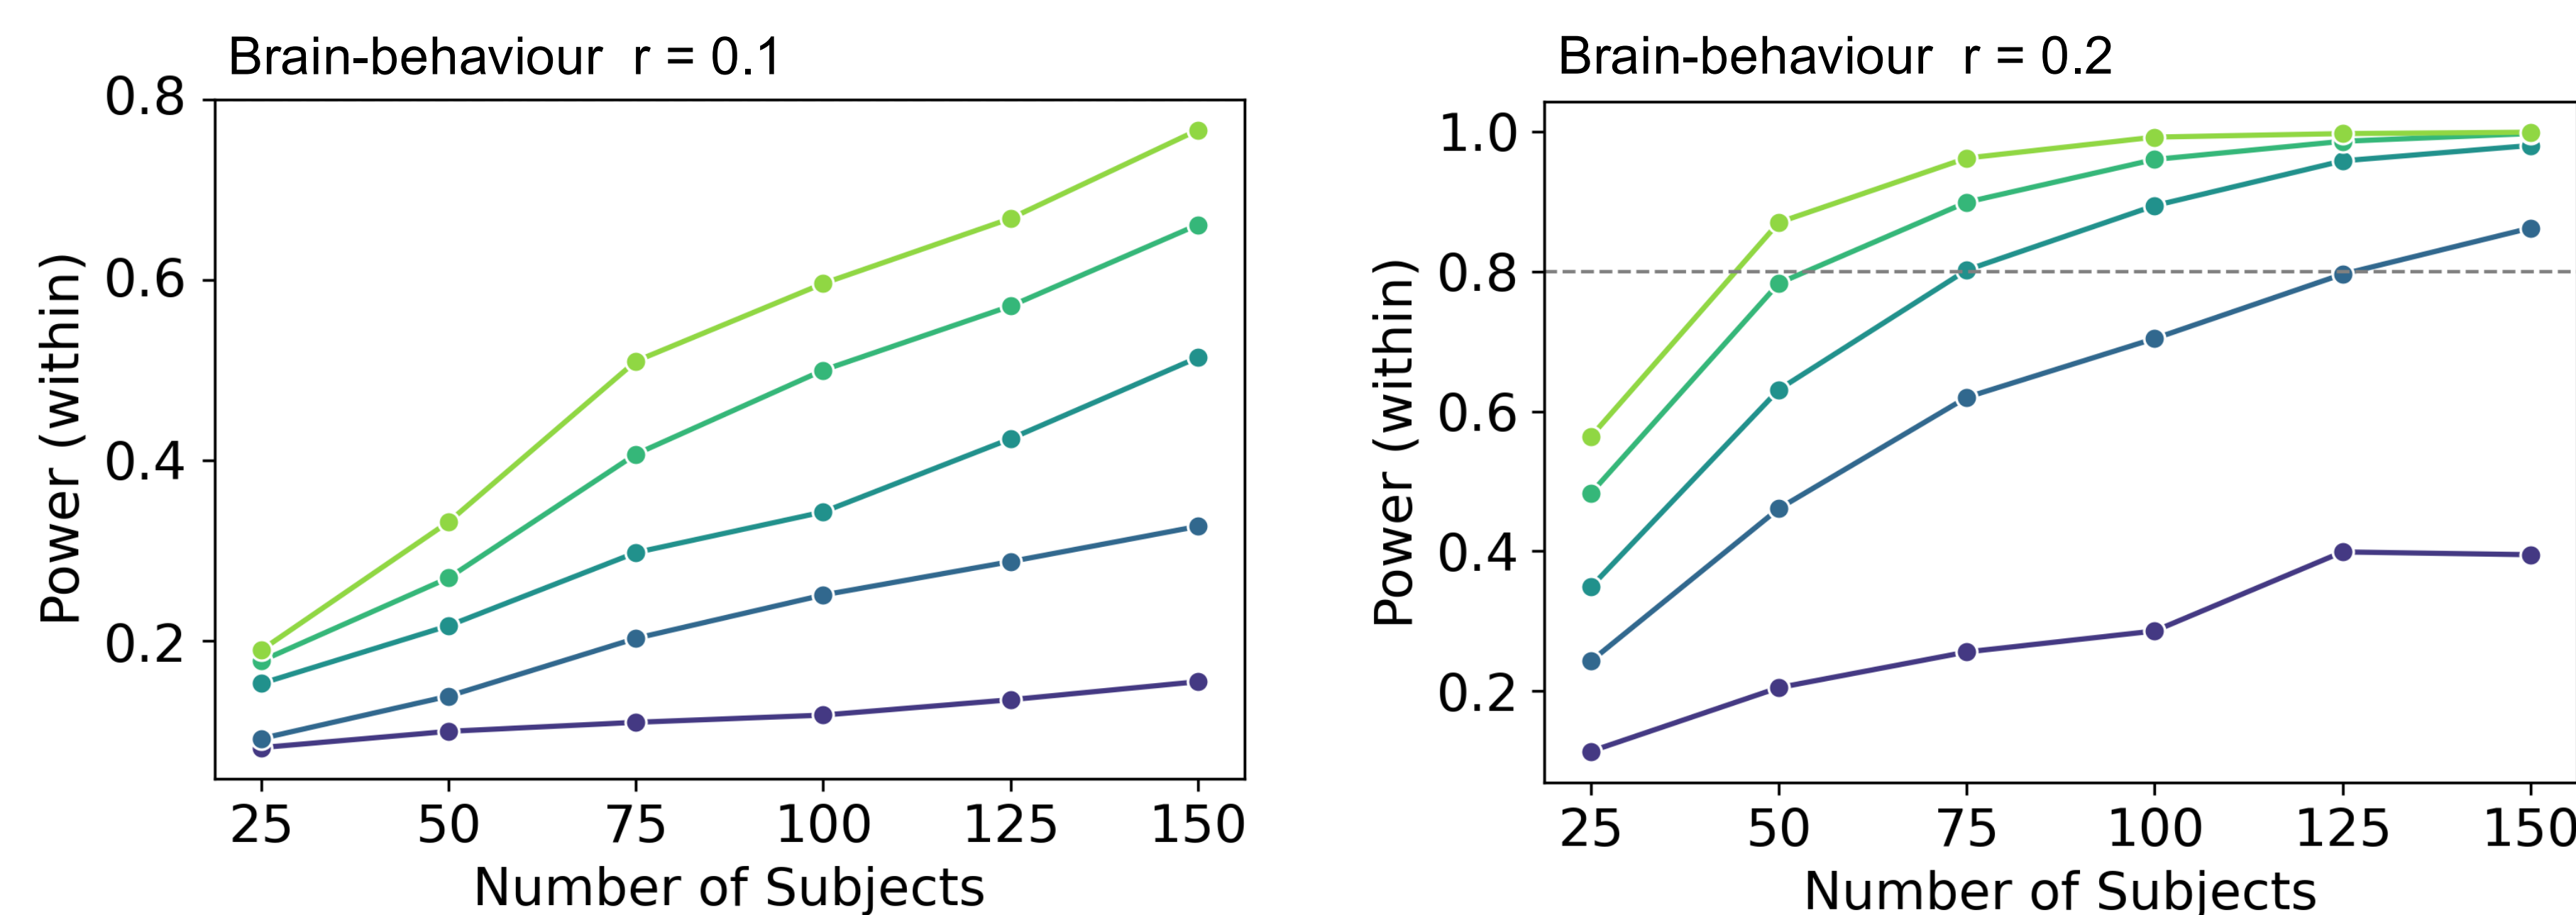 Brain-behaviour r = 0.1
0.8
0.6
0.4
0.2
Power (within)
25 50 75 100 125 150
Number of Subjects
Brain-behaviour r = 0.2
1.0
0.8
0.6
0.4
0.2
Power (within)
25 50 75 100 125 150
Number of Subjects